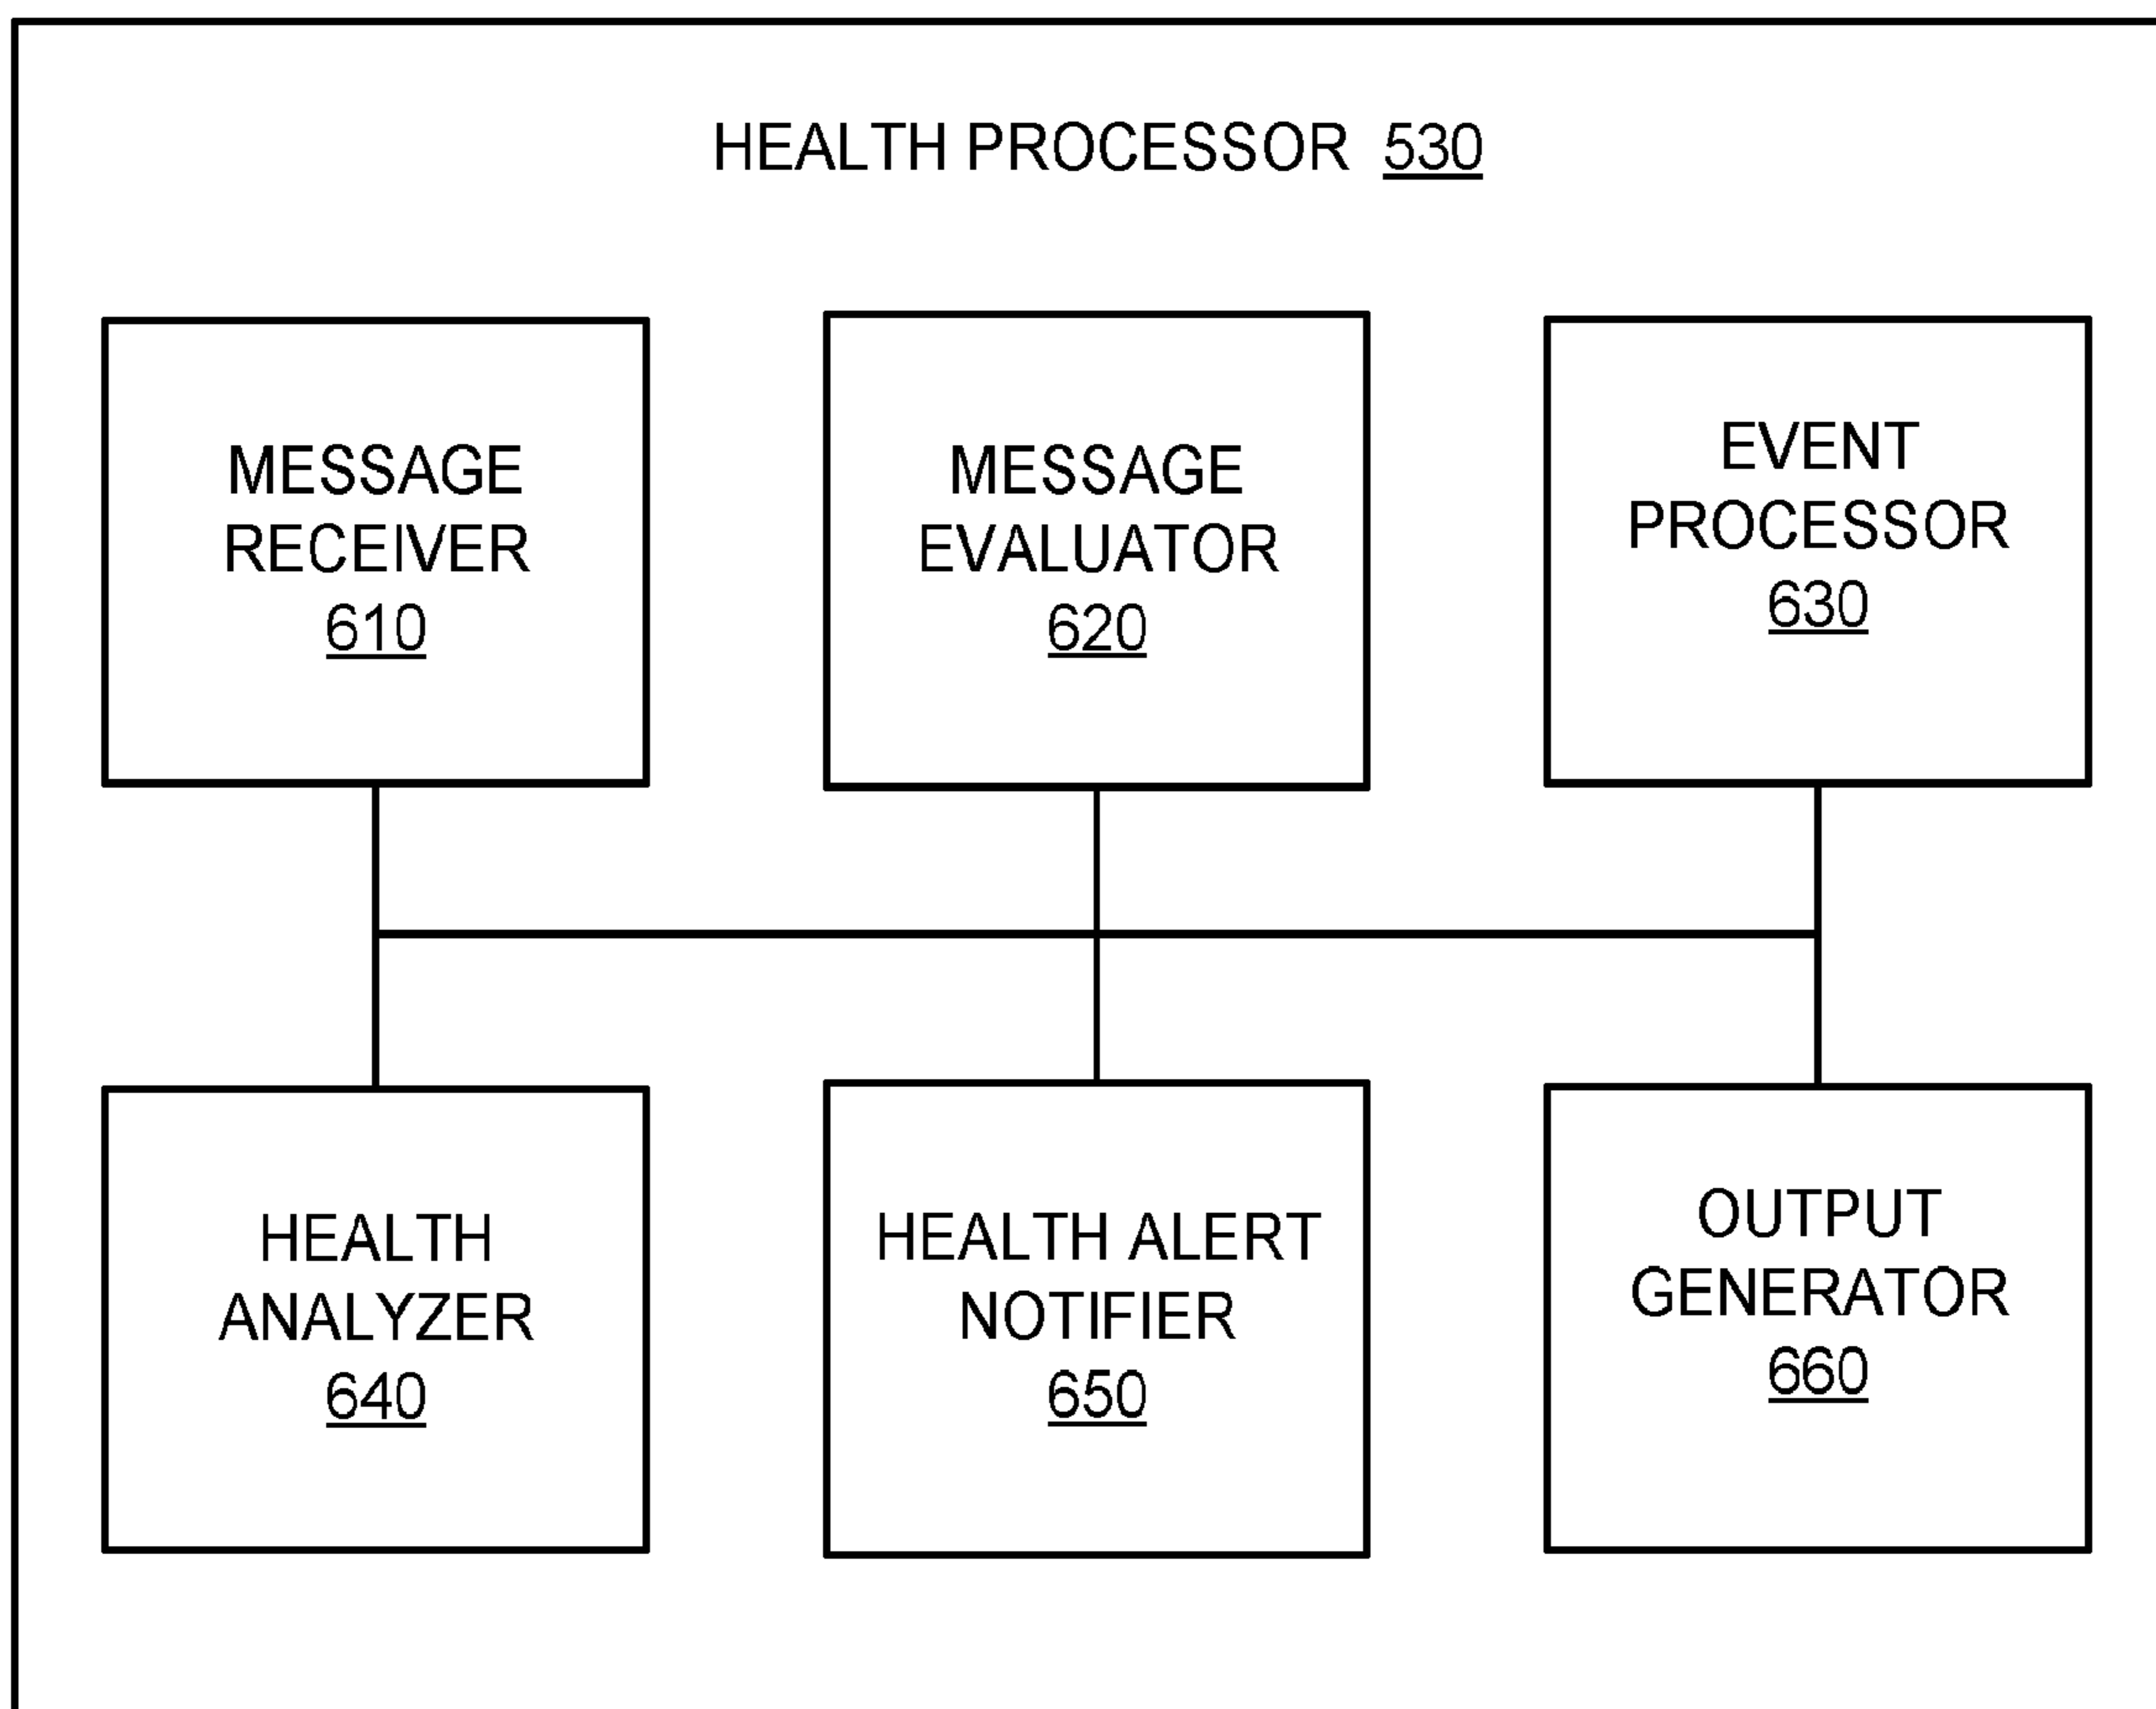 HEALTH PROCESSOR 530
MESSAGE
RECEIVER
610
MESSAGE
EVALUATOR
620
EVENT
PROCESSOR
630
HEALTH
ANALYZER
640
HEALTH ALERT
NOTIFIER
650
OUTPUT
GENERATOR
660